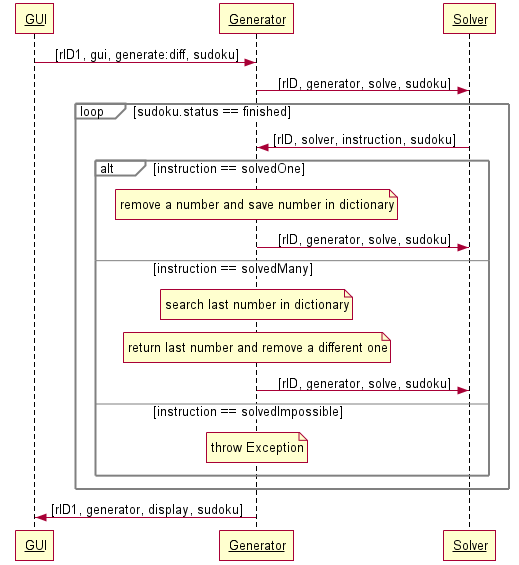 GUI Generator Solver
[rID1, gui, generate:diff, sudoku]
[rID, generator, solve, sudoku]
loop [sudoku.status == finished]
[rID, solver, instruction, sudoku]
alt [instruction == solvedOne]
remove a number and save number in dictionary
[rID, generator, solve, sudoku]
[instruction == solvedMany]
search last number in dictionary
return last number and remove a different one
[rID, generator, solve, sudoku]
[instruction == solvedImpossible]
throw Exception
[rID1, generator, display, sudoku]
GUI Generator Solver